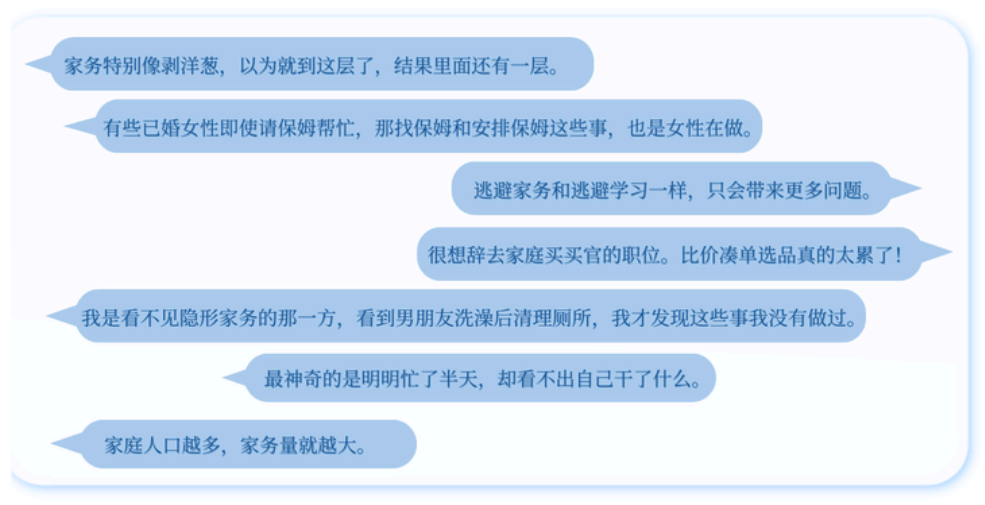 家务特别像剥洋葱，以为就到这层了，结果里面还有一层。
有些已婚女性即使请保姆帮忙，那找保姆和安排保姆这些事，也是女性在做。
逃避家务和逃避学习一样，只会带来更多问题。
很想辞去家庭买买官的职位。比价凑单选品真的太累了！
我是看不见隐形家务的那一方，看到男朋友洗澡后清理厕所，我才发现这些事我没有做过。
最神奇的是明明忙了半天，却看不出自己干了什么。
家庭人口越多，家务量就越大。